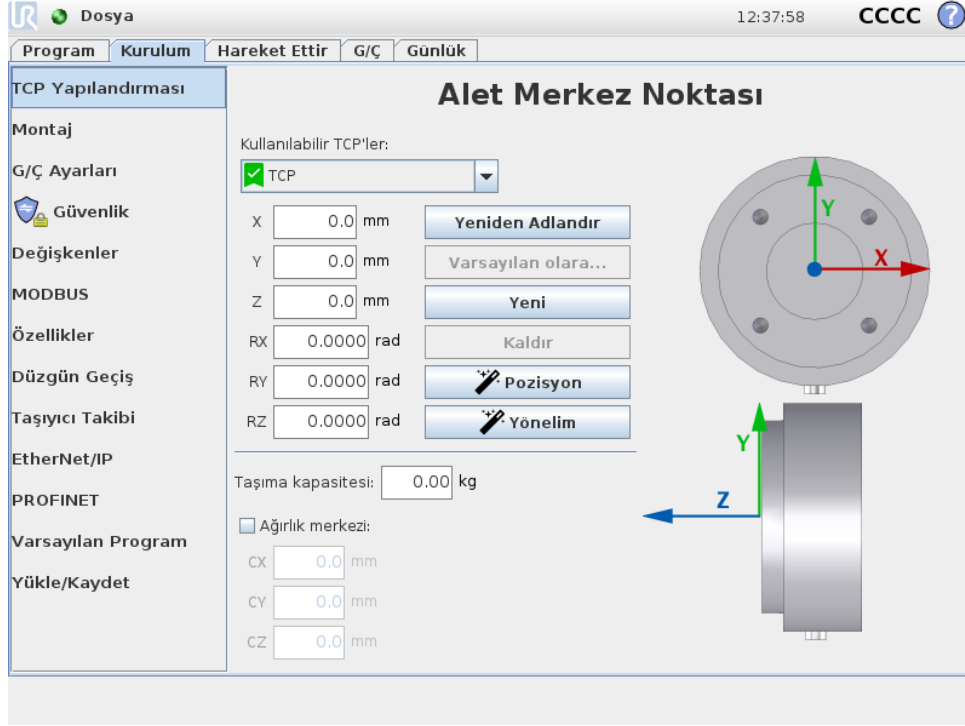 UR Dosya 12:37:58 CCCC ?
Program Kurulum Hareket Ettir G/Ç Günlük
TCP Yapılandırması
Montaj
G/Ç Ayarları
Güvenlik
Değişkenler
MODBUS
Özellikler
Düzgün Geçiş
Taşıyıcı Takibi
EtherNet/IP
PROFINET
Varsayılan Program
Yükle/Kaydet
Alet Merkez Noktası
Kullanılabilir TCP'ler:
TCP
X 0.0 mm Yeniden Adlandır
Y 0.0 mm Varsayılan olara...
Z 0.0 mm Yeni
RX 0.0000 rad Kaldır
RY 0.0000 rad Pozisyon
RZ 0.0000 rad Yönelim
Taşıma kapasitesi: 0.00 kg
Ağırlık merkezi:
CX 0.0 mm
CY 0.0 mm
CZ 0.0 mm
Y
X
Y
Z